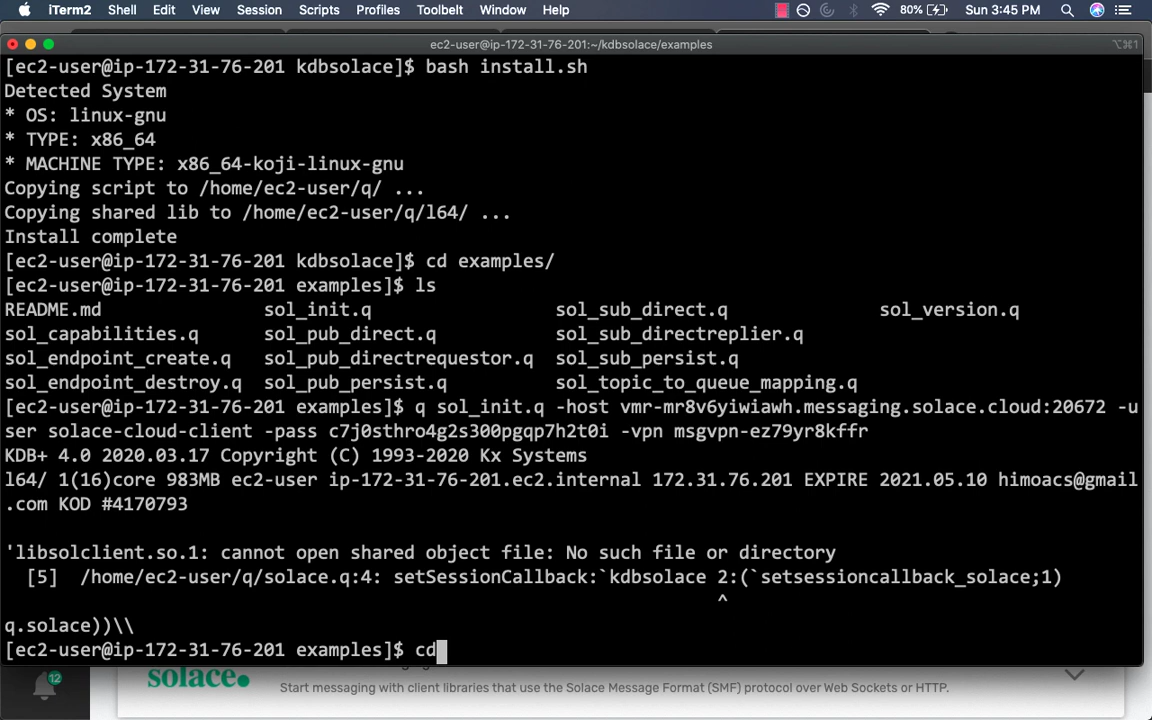 iTerm2 Shell Edit View Session Scripts Profiles Toolbelt Window Help 80% Sun 3:45 PM
ec2-user@ip-172-31-76-201:~/kdbsolace/examples ⌥⌘1
[ec2-user@ip-172-31-76-201 kdbsolace]$ bash install.sh
Detected System
* OS: linux-gnu
* TYPE: x86_64
* MACHINE TYPE: x86_64-koji-linux-gnu
Copying script to /home/ec2-user/q/ ...
Copying shared lib to /home/ec2-user/q/l64/ ...
Install complete
[ec2-user@ip-172-31-76-201 kdbsolace]$ cd examples/
[ec2-user@ip-172-31-76-201 examples]$ ls
README.md sol_init.q sol_sub_direct.q sol_version.q
sol_capabilities.q sol_pub_direct.q sol_sub_directreplier.q
sol_endpoint_create.q sol_pub_directrequestor.q sol_sub_persist.q
sol_endpoint_destroy.q sol_pub_persist.q sol_topic_to_queue_mapping.q
[ec2-user@ip-172-31-76-201 examples]$ q sol_init.q -host vmr-mr8v6yiwiawh.messaging.solace.cloud:20672 -u
ser solace-cloud-client -pass c7j0sthro4g2s300pgqp7h2t0i -vpn msgvpn-ez79yr8kffr
KDB+ 4.0 2020.03.17 Copyright (C) 1993-2020 Kx Systems
l64/ 1(16)core 983MB ec2-user ip-172-31-76-201.ec2.internal 172.31.76.201 EXPIRE 2021.05.10 himoacs@gmail
.com KOD #4170793
'libsolclient.so.1: cannot open shared object file: No such file or directory
[5] /home/ec2-user/q/solace.q:4: setSessionCallback:`kdbsolace 2:(`setsessioncallback_solace;1)
^
q.solace))\\
[ec2-user@ip-172-31-76-201 examples]$ cd
12
solace.
Start messaging with client libraries that use the Solace Message Format (SMF) protocol over Web Sockets or HTTP.